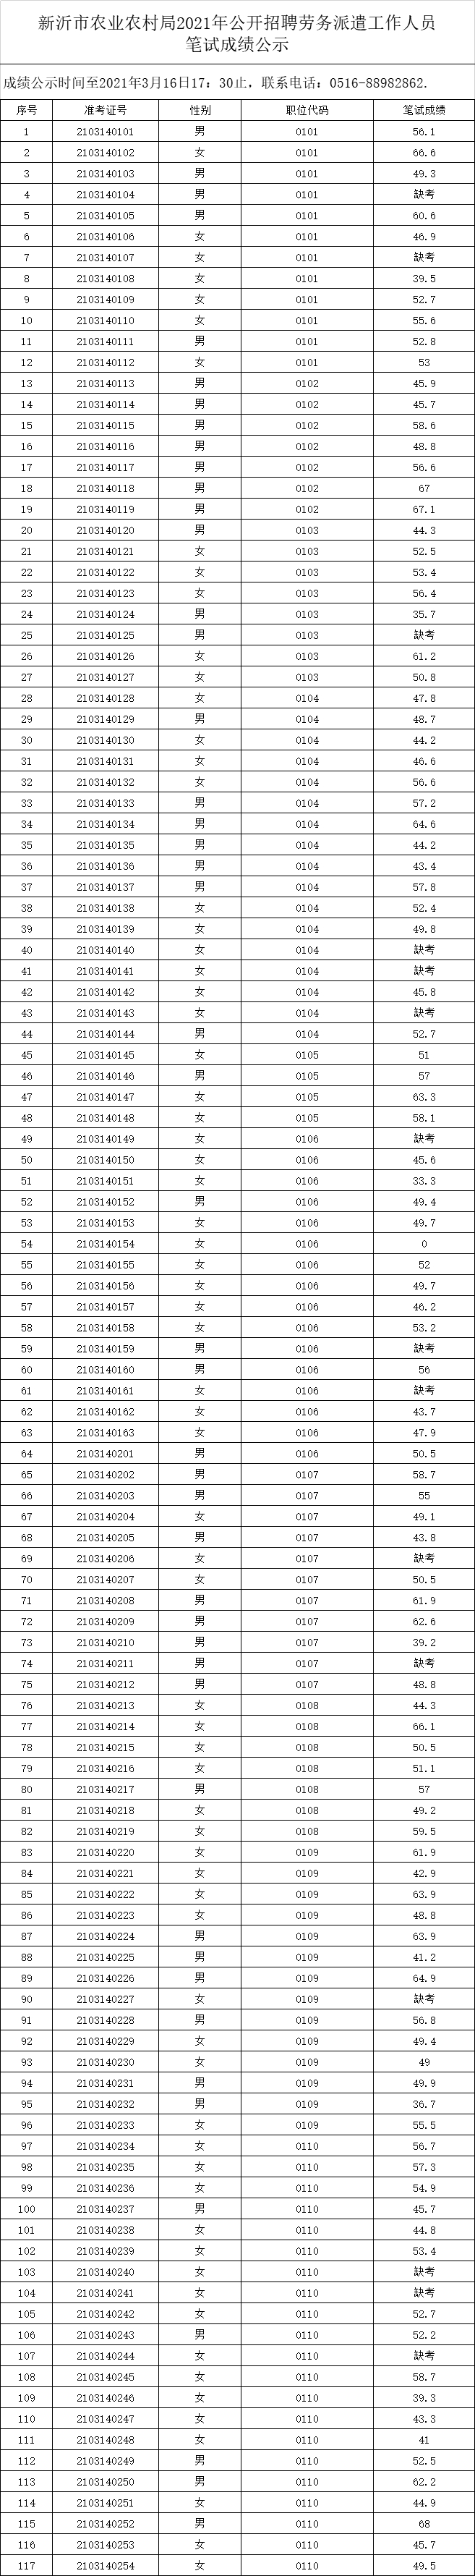 新沂市农业农村局2021年公开招聘劳务派遣工作人员
笔试成绩公示
成绩公示时间至2021年3月16日17：30止，联系电话：0516-88982862.
序号 准考证号 性别 职位代码 笔试成绩
1 2103140101 男 0101 56.1
2 2103140102 女 0101 66.6
3 2103140103 男 0101 49.3
4 2103140104 男 0101 缺考
5 2103140105 男 0101 60.6
6 2103140106 女 0101 46.9
7 2103140107 女 0101 缺考
8 2103140108 女 0101 39.5
9 2103140109 女 0101 52.7
10 2103140110 女 0101 55.6
11 2103140111 男 0101 52.8
12 2103140112 女 0101 53
13 2103140113 男 0102 45.9
14 2103140114 男 0102 45.7
15 2103140115 男 0102 58.6
16 2103140116 男 0102 48.8
17 2103140117 男 0102 56.6
18 2103140118 男 0102 67
19 2103140119 男 0102 67.1
20 2103140120 男 0103 44.3
21 2103140121 女 0103 52.5
22 2103140122 女 0103 53.4
23 2103140123 女 0103 56.4
24 2103140124 男 0103 35.7
25 2103140125 男 0103 缺考
26 2103140126 女 0103 61.2
27 2103140127 女 0103 50.8
28 2103140128 女 0104 47.8
29 2103140129 男 0104 48.7
30 2103140130 女 0104 44.2
31 2103140131 女 0104 46.6
32 2103140132 女 0104 56.6
33 2103140133 男 0104 57.2
34 2103140134 男 0104 64.6
35 2103140135 男 0104 44.2
36 2103140136 男 0104 43.4
37 2103140137 男 0104 57.8
38 2103140138 女 0104 52.4
39 2103140139 女 0104 49.8
40 2103140140 女 0104 缺考
41 2103140141 女 0104 缺考
42 2103140142 女 0104 45.8
43 2103140143 女 0104 缺考
44 2103140144 男 0104 52.7
45 2103140145 女 0105 51
46 2103140146 男 0105 57
47 2103140147 女 0105 63.3
48 2103140148 女 0105 58.1
49 2103140149 女 0106 缺考
50 2103140150 女 0106 45.6
51 2103140151 女 0106 33.3
52 2103140152 男 0106 49.4
53 2103140153 女 0106 49.7
54 2103140154 女 0106 0
55 2103140155 女 0106 52
56 2103140156 女 0106 49.7
57 2103140157 女 0106 46.2
58 2103140158 女 0106 53.2
59 2103140159 男 0106 缺考
60 2103140160 男 0106 56
61 2103140161 女 0106 缺考
62 2103140162 女 0106 43.7
63 2103140163 女 0106 47.9
64 2103140201 男 0106 50.5
65 2103140202 男 0107 58.7
66 2103140203 男 0107 55
67 2103140204 女 0107 49.1
68 2103140205 男 0107 43.8
69 2103140206 女 0107 缺考
70 2103140207 女 0107 50.5
71 2103140208 男 0107 61.9
72 2103140209 男 0107 62.6
73 2103140210 男 0107 39.2
74 2103140211 男 0107 缺考
75 2103140212 男 0107 48.8
76 2103140213 女 0108 44.3
77 2103140214 女 0108 66.1
78 2103140215 女 0108 50.5
79 2103140216 女 0108 51.1
80 2103140217 男 0108 57
81 2103140218 女 0108 49.2
82 2103140219 女 0108 59.5
83 2103140220 女 0109 61.9
84 2103140221 女 0109 42.9
85 2103140222 女 0109 63.9
86 2103140223 女 0109 48.8
87 2103140224 男 0109 63.9
88 2103140225 男 0109 41.2
89 2103140226 男 0109 64.9
90 2103140227 女 0109 缺考
91 2103140228 男 0109 56.8
92 2103140229 女 0109 49.4
93 2103140230 女 0109 49
94 2103140231 男 0109 49.9
95 2103140232 男 0109 36.7
96 2103140233 女 0109 55.5
97 2103140234 女 0110 56.7
98 2103140235 女 0110 57.3
99 2103140236 女 0110 54.9
100 2103140237 男 0110 45.7
101 2103140238 女 0110 44.8
102 2103140239 女 0110 53.4
103 2103140240 女 0110 缺考
104 2103140241 女 0110 缺考
105 2103140242 女 0110 52.7
106 2103140243 男 0110 52.2
107 2103140244 女 0110 缺考
108 2103140245 女 0110 58.7
109 2103140246 女 0110 39.3
110 2103140247 女 0110 43.3
111 2103140248 女 0110 41
112 2103140249 男 0110 52.5
113 2103140250 男 0110 62.2
114 2103140251 女 0110 44.9
115 2103140252 男 0110 68
116 2103140253 女 0110 45.7
117 2103140254 女 0110 49.5